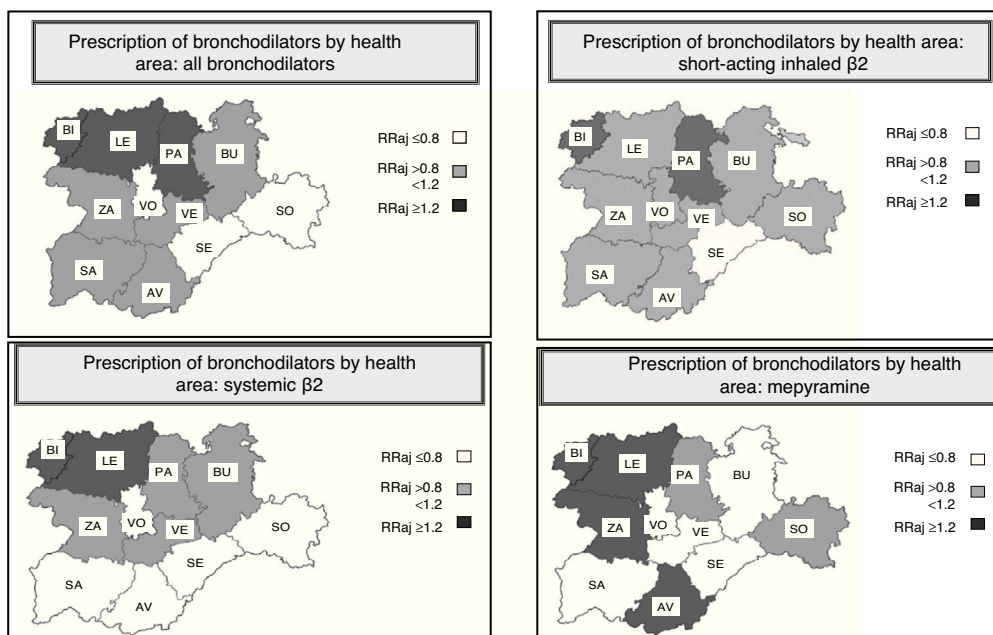 Prescription of bronchodilators by health
area: all bronchodilators
BI
LE
PA
BU
ZA
VO
VE
SO
SE
SA
AV
RRaj ≤0.8
RRaj >0.8
<1.2
RRaj ≥1.2
Prescription of bronchodilators by health area:
short-acting inhaled β2
BI
LE
PA
BU
ZA
VO
VE
SO
SE
SA
AV
RRaj ≤0.8
RRaj >0.8
<1.2
RRaj ≥1.2
Prescription of bronchodilators by health
area: systemic β2
BI
LE
PA
BU
ZA
VO
VE
SO
SE
SA
AV
RRaj ≤0.8
RRaj >0.8
<1.2
RRaj ≥1.2
Prescription of bronchodilators by health
area: mepyramine
BI
LE
PA
BU
ZA
VO
VE
SO
SE
SA
AV
RRaj ≤0.8
RRaj >0.8
<1.2
RRaj ≥1.2